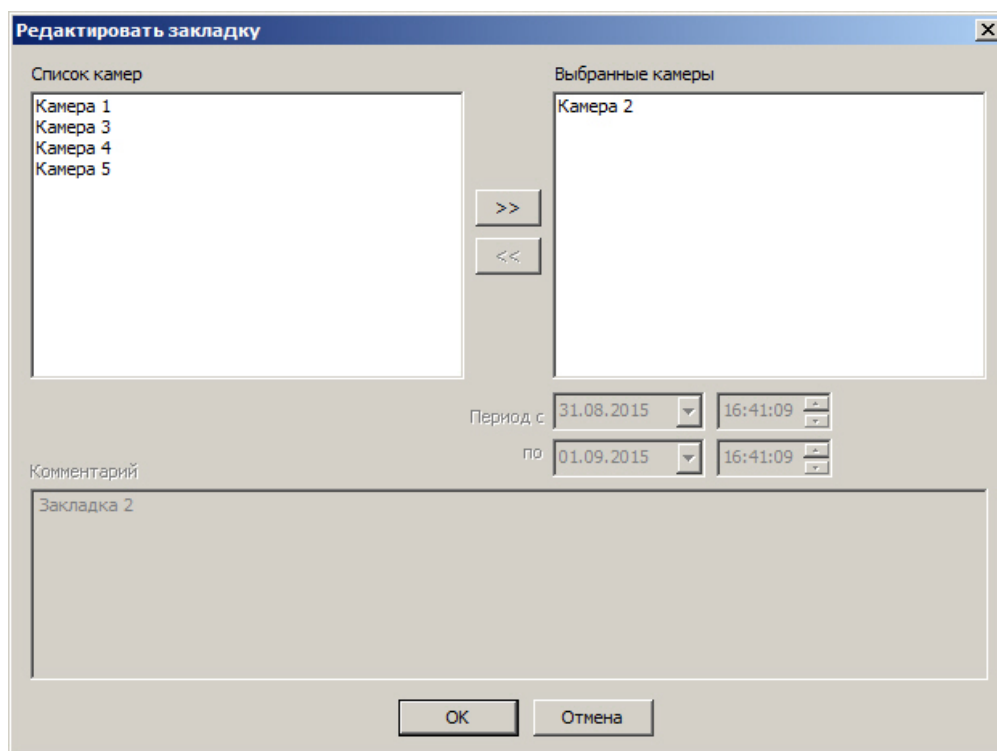 Редактировать закладку
Список камер
Выбранные камеры
Камера 1
Камера 3
Камера 4
Камера 5
Камера 2
>>
<<
Период с 31.08.2015 16:41:09
по 01.09.2015 16:41:09
Комментарий
Закладка 2
OK
Отмена